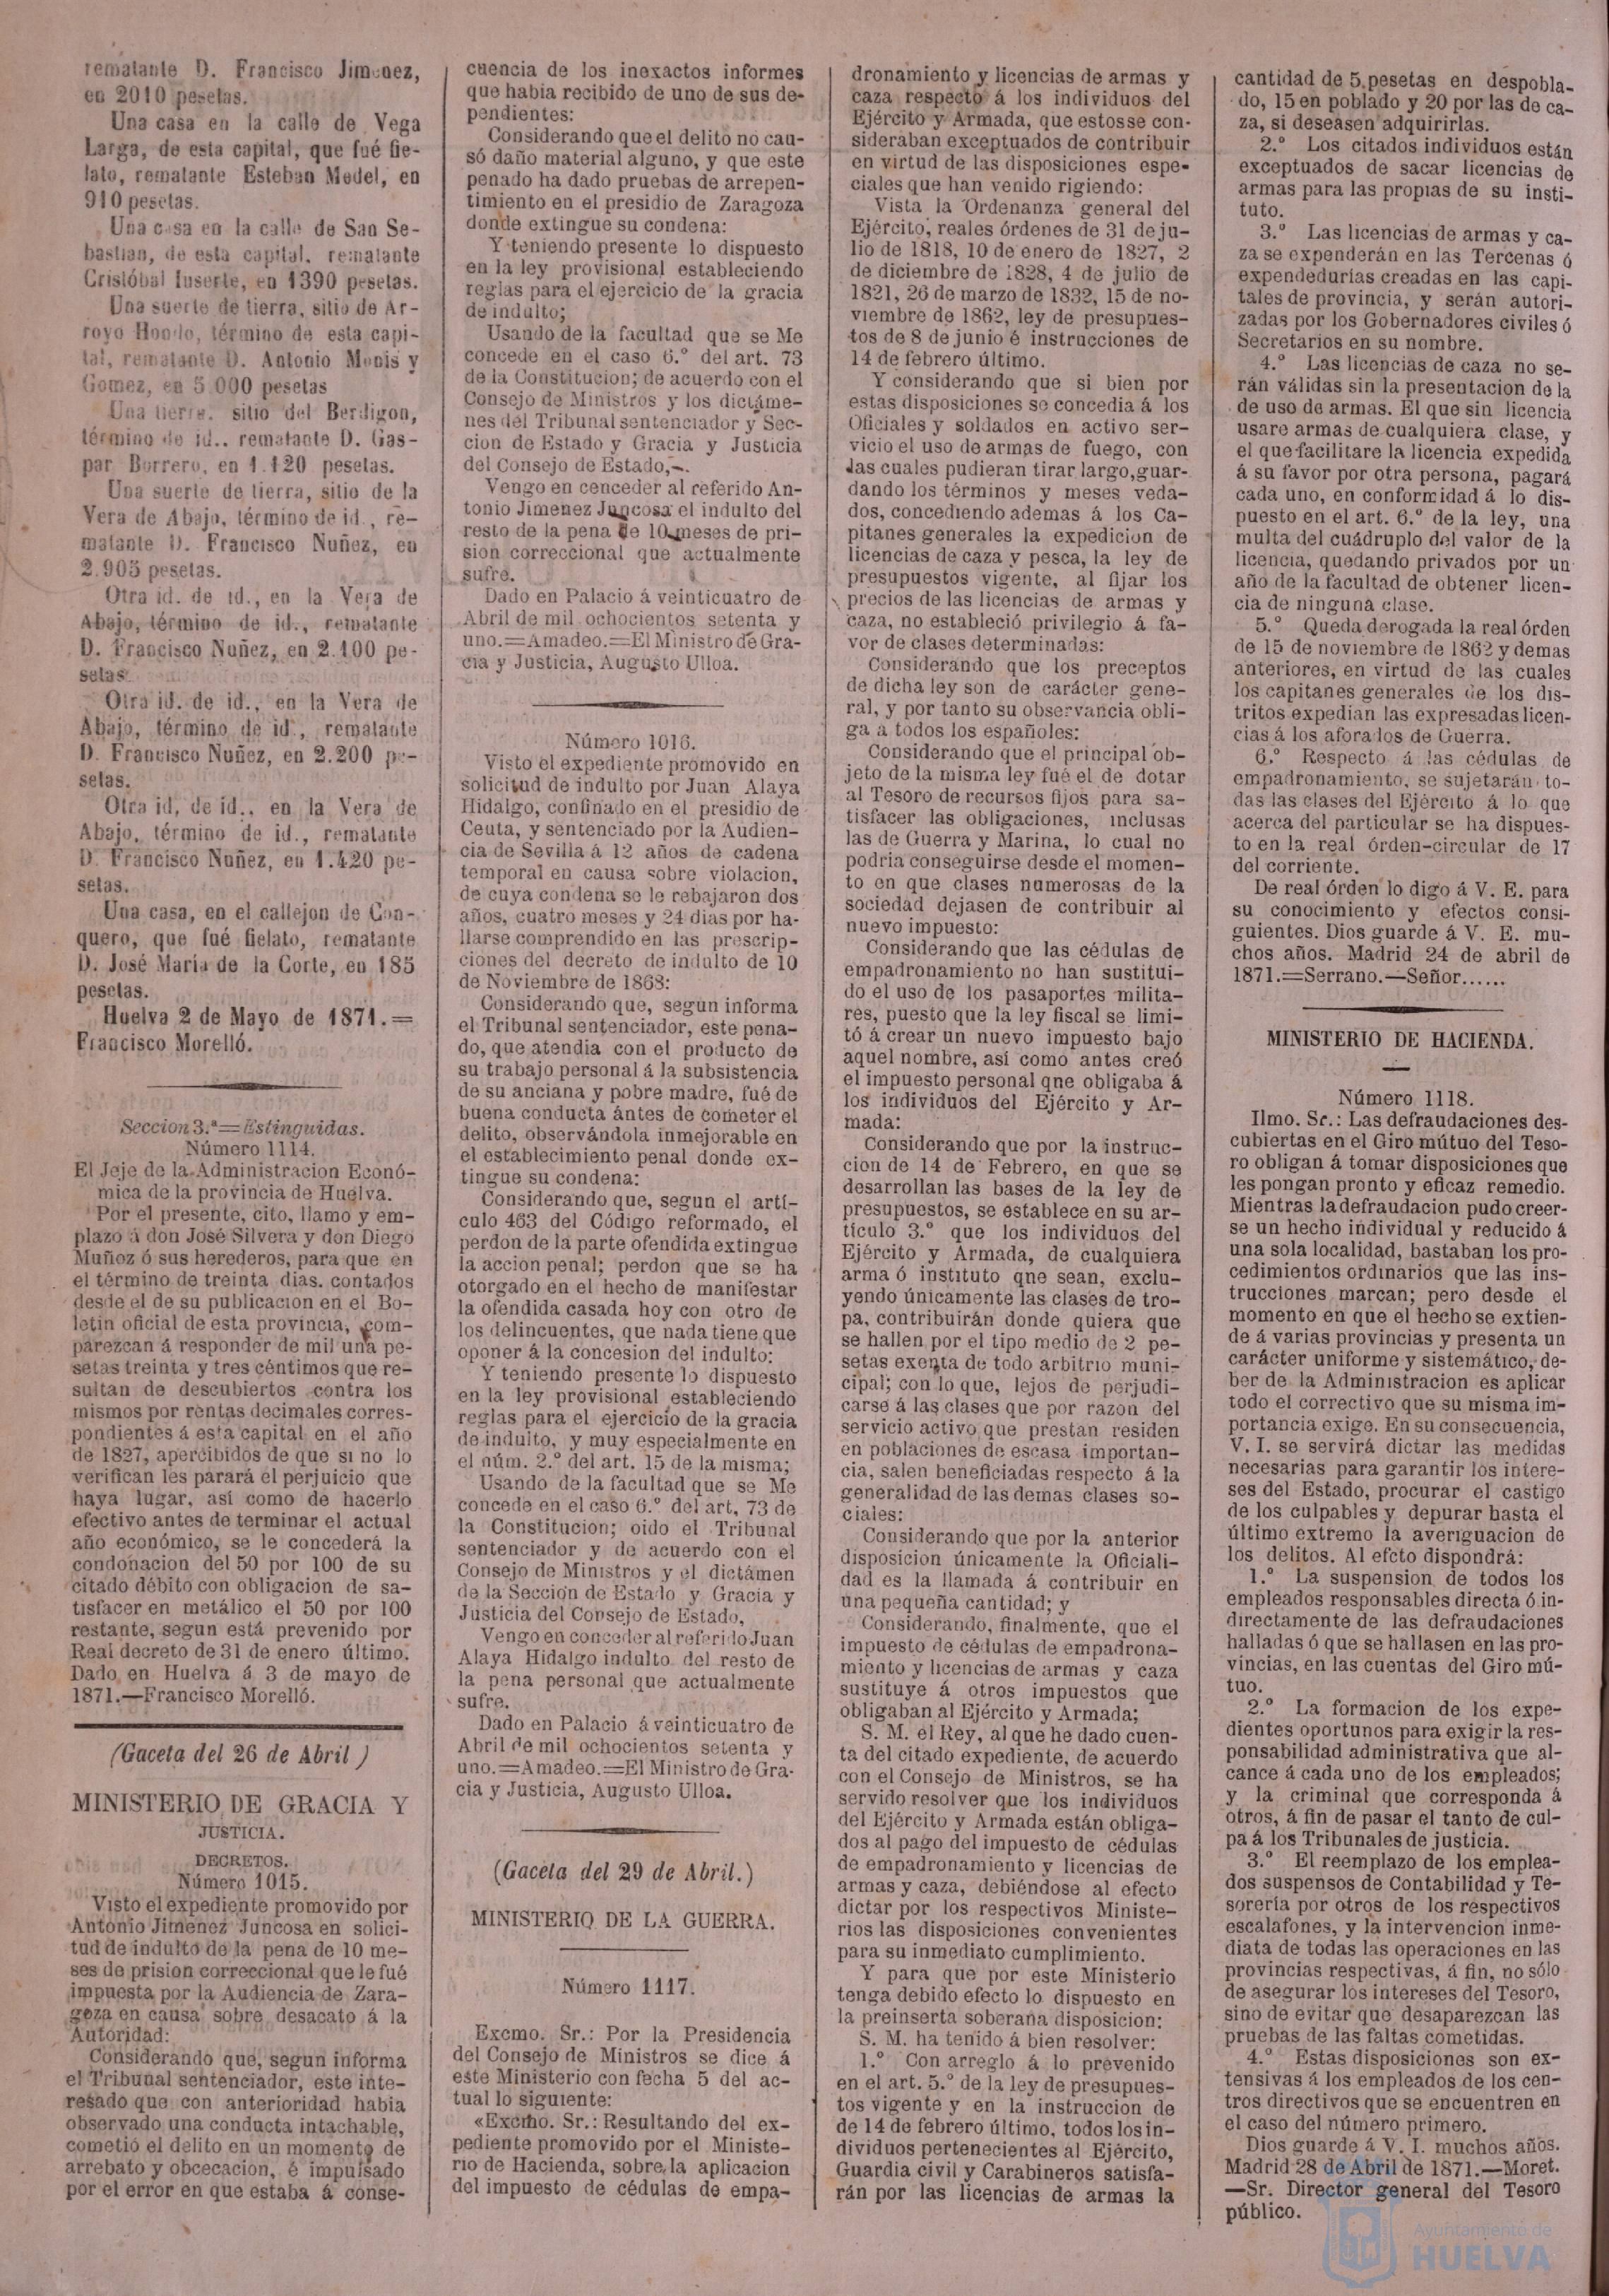 rematante D. Francisco Jimenez,
en 2010 pesetas.
Una casa en la calle de Vega
Larga, de esta capital, que fué fie-
lato, rematante Esteban Medel, en
910 pesetas.
Una casa en la calle de San Se-
bastian, de esta capital, rematante
Cristóbal Inserte, en 1390 pesetas.
Una suerte de tierra, sitio de Ar-
royo Hondo, término de esta capi-
tal, rematante D. Antonio Monis y
Gomez, en 5.000 pesetas
Una tierra, sitio del Berdigon,
término de id.. rematante D. Gas-
par Borrero, en 1.120 pesetas.
Una suerte de tierra, sitio de la
Vera de Abajo, término de id., re-
matante D. Francisco Nuñez, en
2.905 pesetas.
Otra id. de id., en la Vera de
Abajo, término de id., rematante
D. Francisco Nuñez, en 2.100 pe-
setas
Otra id. de id., en la Vera de
Abajo, término de id., rematante
D. Francisco Nuñez, en 2.200 pe-
setas.
Otra id, de id., en la Vera de
Abajo, término de id., rematante
D. Francisco Nuñez, en 1.420 pe-
setas.
Una casa, en el callejon de Con-
quero, que fué fielato, rematante
D. José Maria de la Corte, en 185
pesetas.
Huelva 2 de Mayo de 1871.=
Francisco Morelló.
Seccion 3.ª=Estinguidas.
Número 1114.
El Jeje de la Administracion Econó-
mica de la provincia de Huelva.
Por el presente, cito, llamo y em-
plazo á don José Silvera y don Diego
Muñoz ó sus herederos, para que en
el término de treinta dias. contados
desde el de su publicacion en el Bo-
letin oficial de esta provincia, com-
parezcan á responder de mil una pe-
setas treinta y tres céntimos que re-
sultan de descubiertos contra los
mismos por rentas decimales corres-
pondientes á esta capital en el año
de 1827, apercibidos de que si no lo
verifican les parará el perjuicio que
haya lugar, así como de hacerlo
efectivo antes de terminar el actual
año económico, se le concederá la
condonacion del 50 por 100 de su
citado débito con obligacion de sa-
tisfacer en metálico el 50 por 100
restante, segun está prevenido por
Real decreto de 31 de enero último.
Dado en Huelva á 3 de mayo de
1871.—Francisco Morelló.
(Gaceta del 26 de Abril )
MINISTERIO DE GRACIA Y
JUSTICIA.
DECRETOS.
Número 1015.
Visto el expediente promovido por
Antonio Jimenez Juncosa en solici-
tud de indulto de la pena de 10 me-
ses de prision correccional que le fué
impuesta por la Audiencia de Zara-
goza en causa sobre desacato á la
Autoridad:
Considerando que, segun informa
el Tribunal sentenciador, este inte-
resado que con anterioridad habia
observado una conducta intachable,
cometió el delito en un momento de
arrebato y obcecacion, é impulsado
por el error en que estaba á conse-
cuencia de los inexactos informes
que habia recibido de uno de sus de-
pendientes:
Considerando que el delito no cau-
só daño material alguno, y que este
penado ha dado pruebas de arrepen-
timiento en el presidio de Zaragoza
donde extingue su condena:
Y teniendo presente lo dispuesto
en la ley provisional estableciendo
reglas para el ejercicio de la gracia
de indulto;
Usando de la facultad que se Me
concede en el caso 6.º del art. 73
de la Constitucion; de acuerdo con el
Consejo de Ministros y los dictáme-
nes del Tribunal sentenciador y Sec-
cion de Estado y Gracia y Justicia
del Consejo de Estado,—.
Vengo en cenceder al referido An-
tonio Jimenez Juncosa el indulto del
resto de la pena de 10 meses de pri-
sion correccional que actualmente
sufre.
Dado en Palacio á veinticuatro de
Abril de mil ochocientos setenta y
uno.=Amadeo.=El Ministro de Gra-
cia y Justicia, Augusto Ulloa.
Número 1016.
Visto el expediente promovido en
solicitud de indulto por Juan Alaya
Hidalgo, confinado en el presidio de
Ceuta, y sentenciado por la Audien-
cia de Sevilla á 12 años de cadena
temporal en causa sobre violacion,
de cuya condena se le rebajaron dos
años, cuatro meses y 24 dias por ha-
llarse comprendido en las prescrip-
ciones del decreto de indulto de 10
de Noviembre de 1868:
Considerando que, segun informa
el Tribunal sentenciador, este pena-
do, que atendia con el producto de
su trabajo personal á la subsistencia
de su anciana y pobre madre, fué de
buena conducta ántes de cometer el
delito, observándola inmejorable en
el establecimiento penal donde ex-
tingue su condena:
Considerando que, segun el artí-
culo 463 del Código reformado, el
perdon de la parte ofendida extingue
la accion penal; perdon que se ha
otorgado en el hecho de manifestar
la ofendida casada hoy con otro de
los delincuentes, que nada tiene que
oponer á la concesion del indulto:
Y teniendo presente lo dispuesto
en la ley provisional estableciendo
reglas para el ejercicio de la gracia
de indulto, y muy especialmente en
el núm. 2.º del art. 15 de la misma;
Usando de la facultad que se Me
concede en el caso 6.º del art, 73 de
la Constitucion; oido el Tribunal
sentenciador y de acuerdo con el
Consejo de Ministros y el dictámen
de la Seccion de Estado y Gracia y
Justicia del Consejo de Estado,
Vengo en conceder al referido Juan
Alaya Hidalgo indulto del resto de
la pena personal que actualmente
sufre.
Dado en Palacio á veinticuatro de
Abril de mil ochocientos setenta y
uno.=Amadeo.=El Ministro de Gra-
cia y Justicia, Augusto Ulloa.
(Gaceta del 29 de Abril.)
MINISTERIO DE LA GUERRA.
Número 1117.
Excmo. Sr.: Por la Presidencia
del Consejo de Ministros se dice á
este Ministerio con fecha 5 del ac-
tual lo siguiente:
«Excmo. Sr.: Resultando del ex-
pediente promovido por el Ministe-
rio de Hacienda, sobre la aplicacion
del impuesto de cédulas de empa-
dronamiento y licencias de armas y
caza respecto á los individuos del
Ejército y Armada, que estosse con-
sideraban exceptuados de contribuir
en virtud de las disposiciones espe-
ciales que han venido rigiendo:
Vista la Ordenanza general del
Ejército, reales órdenes de 31 de ju-
lio de 1818, 10 de enero de 1827, 2
de diciembre de 1828, 4 de julio de
1821, 26 de marzo de 1832, 15 de no-
viembre de 1862, ley de presupues-
tos de 8 de junio é instrucciones de
14 de febrero último.
Y considerando que si bien por
estas disposiciones se concedia á los
Oficiales y soldados en activo ser-
vicio el uso de armas de fuego, con
las cuales pudieran tirar largo, guar-
dando los términos y meses veda-
dos, concediendo ademas á los Ca-
pitanes generales la expedicion de
licencias de caza y pesca, la ley de
presupuestos vigente, al fijar los
precios de las licencias de armas y
caza, no estableció privilegio á fa-
vor de clases determinadas:
Considerando que los preceptos
de dicha ley son de carácter gene-
ral, y por tanto su observancia obli-
ga a todos los españoles:
Considerando que el principal ob-
jeto de la misma ley fué el de dotar
al Tesoro de recursos fijos para sa-
tisfacer las obligaciones, inclusas
las de Guerra y Marina, lo cual no
podria conseguirse desde el momen-
to en que clases numerosas de la
sociedad dejasen de contribuir al
nuevo impuesto:
Considerando que las cédulas de
empadronamiento no han sustitui-
do el uso de los pasaportes milita-
res, puesto que la ley fiscal se limi-
tó á crear un nuevo impuesto bajo
aquel nombre, así como antes creó
el impuesto personal qne obligaba á
los individuos del Ejército y Ar-
mada:
Considerando que por la instruc-
cion de 14 de Febrero, en que se
desarrollan las bases de la ley de
presupuestos, se establece en su ar-
tículo 3.º que los individuos del
Ejército y Armada, de cualquiera
arma ó instituto qne sean, exclu-
yendo únicamente las clases de tro-
pa, contribuirán donde quiera que
se hallen por el tipo medio de 2 pe-
setas exenta de todo arbitrio muni-
cipal; con lo que, lejos de perjudi-
carse á las clases que por razon del
servicio activo que prestan residen
en poblaciones de escasa importan-
cia, salen beneficiadas respecto á la
generalidad de las demas clases so-
ciales:
Considerando que por la anterior
disposicion únicamente la Oficiali-
dad es la llamada á contribuir en
una pequeña cantidad; y
Considerando, finalmente, que el
impuesto de cédulas de empadrona-
miento y licencias de armas y caza
sustituye á otros impuestos que
obligaban al Ejército y Armada;
S. M. el Rey, al que he dado cuen-
ta del citado expediente, de acuerdo
con el Consejo de Ministros, se ha
servido resolver que los individuos
del Ejército y Armada están obliga-
dos al pago del impuesto de cédulas
de empadronamiento y licencias de
armas y caza, debiéndose al efecto
dictar por los respectivos Ministe-
rios las disposiciones convenientes
para su inmediato cumplimiento.
Y para que por este Ministerio
tenga debido efecto lo dispuesto en
la preinserta soberana disposicion;
S. M. ha tenido á bien resolver:
1.º Con arreglo á lo prevenido
en el art. 5.º de la ley de presupues-
tos vigente y en la instruccion de
de 14 de febrero último, todos los in-
dividuos pertenecientes al Ejército,
Guardia civil y Carabineros satisfa-
rán por las licencias de armas la
cantidad de 5 pesetas en despobla-
do, 15 en poblado y 20 por las de ca-
za, si deseasen adquirirlas.
2.º Los citados individuos están
exceptuados de sacar licencias de
armas para las propias de su insti-
tuto.
3.º Las licencias de armas y ca-
za se expenderán en las Tercenas ó
expendedurías creadas en las capi-
tales de provincia, y serán autori-
zadas por los Gobernadores civiles ó
Secretarios en su nombre.
4.º Las licencias de caza no se-
rán válidas sin la presentacion de la
de uso de armas. El que sin licencia
usare armas de cualquiera clase, y
el que facilitare la licencia expedida
á su favor por otra persona, pagará
cada uno, en conformidad á lo dis-
puesto en el art. 6.º de la ley, una
multa del cuádruplo del valor de la
licencia, quedando privados por un
año de la facultad de obtener licen-
cia de ninguna clase.
5.º Queda derogada la real órden
de 15 de noviembre de 1862 y demas
anteriores, en virtud de las cuales
los capitanes generales de los dis-
tritos expedian las expresadas licen-
cias á los aforados de Guerra.
6.º Respecto á las cédulas de
empadronamiento, se sujetarán to-
das las clases del Ejército á lo que
acerca del particular se ha dispues-
to en la real órden-circular de 17
del corriente.
De real órden lo digo á V. E. para
su conocimiento y efectos consi-
guientes. Dios guarde á V. E. mu-
chos años. Madrid 24 de abril de
1871.=Serrano.—Señor......
MINISTERIO DE HACIENDA.
Número 1118.
Ilmo. Sr.: Las defraudaciones des-
cubiertas en el Giro mútuo del Teso-
ro obligan á tomar disposiciones que
les pongan pronto y eficaz remedio.
Mientras la defraudacion pudo creer-
se un hecho individual y reducido á
una sola localidad, bastaban los pro-
cedimientos ordinarios que las ins-
trucciones marcan; pero desde el
momento en que el hecho se extien-
de á varias provincias y presenta un
carácter uniforme y sistemático, de-
ber de la Administracion es aplicar
todo el correctivo que su misma im-
portancia exige. En su consecuencia,
V. I. se servirá dictar las medidas
necesarias para garantir los intere-
ses del Estado, procurar el castigo
de los culpables y depurar hasta el
último extremo la averiguacion de
los delitos. Al efcto dispondrá:
1.º La suspension de todos los
empleados responsables directa ó in-
directamente de las defraudaciones
halladas ó que se hallasen en las pro-
vincias, en las cuentas del Giro mú-
tuo.
2.º La formacion de los expe-
dientes oportunos para exigir la res-
ponsabilidad administrativa que al-
cance á cada uno de los empleados;
y la criminal que corresponda á
otros, á fin de pasar el tanto de cul-
pa á los Tribunales de justicia.
3.º El reemplazo de los emplea-
dos suspensos de Contabilidad y Te-
sorería por otros de los respectivos
escalafones, y la intervencion inme-
diata de todas las operaciones en las
provincias respectivas, á fin, no sólo
de asegurar los intereses del Tesoro,
sino de evitar que desaparezcan las
pruebas de las faltas cometidas.
4.º Estas disposiciones son ex-
tensivas á los empleados de los cen-
tros directivos que se encuentren en
el caso del número primero.
Dios guarde á V. I. muchos años.
Madrid 28 de Abril de 1871.—Moret.
—Sr. Director general del Tesoro
público.
Ayuntamiento de
HUELVA